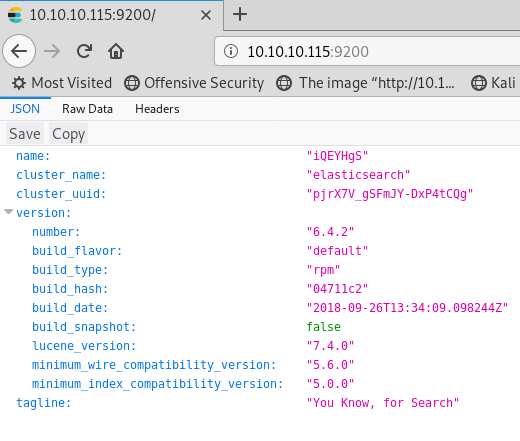 10.10.10.115:9200/
10.10.10.115:9200
Most Visited Offensive Security The image “http://10.1... Kali
JSON Raw Data Headers
Save Copy
name: "iQEYHgS"
cluster_name: "elasticsearch"
cluster_uuid: "pjrX7V_gSFmJY-DxP4tCQg"
version:
number: "6.4.2"
build_flavor: "default"
build_type: "rpm"
build_hash: "04711c2"
build_date: "2018-09-26T13:34:09.098244Z"
build_snapshot: false
lucene_version: "7.4.0"
minimum_wire_compatibility_version: "5.6.0"
minimum_index_compatibility_version: "5.0.0"
tagline: "You Know, for Search"